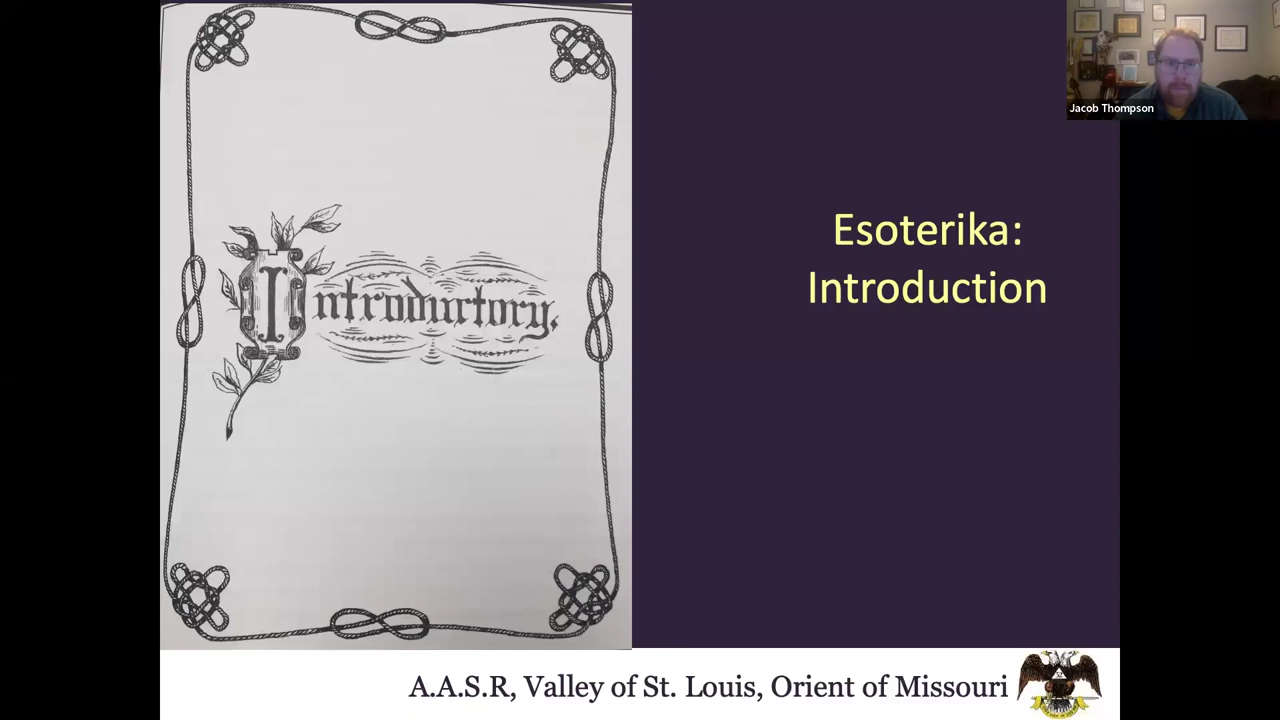 Introductory.
Esoterika:
Introduction
Jacob Thompson
A.A.S.R, Valley of St. Louis, Orient of Missouri